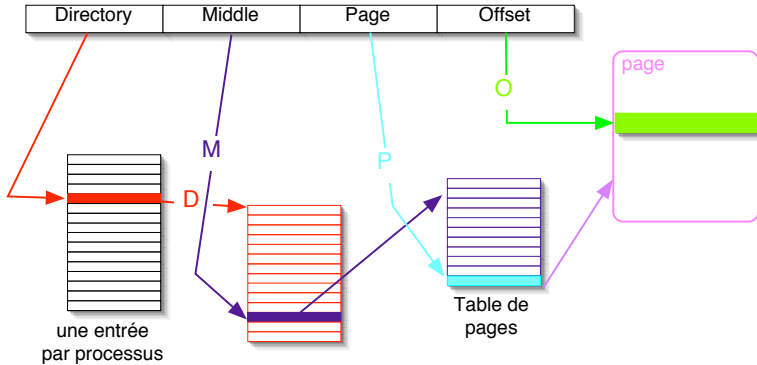 Directory Middle Page Offset
page
O
M
P
D
une entrée
par processus
Table de
pages